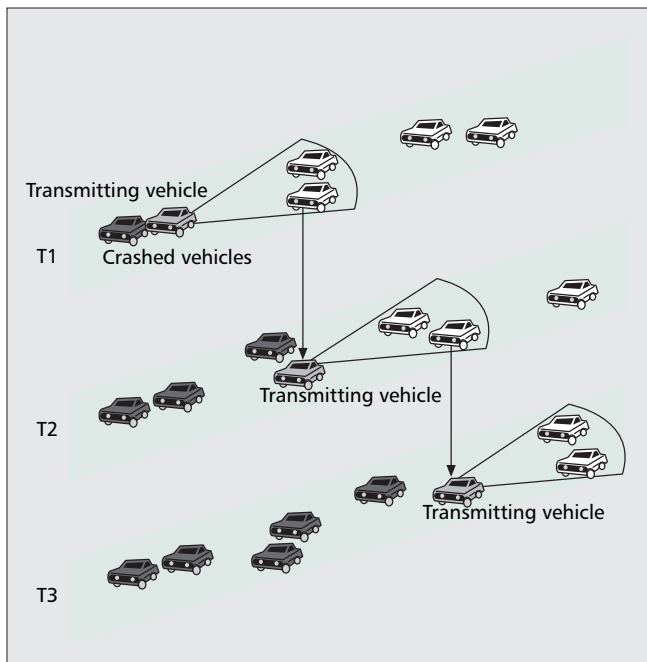 Transmitting vehicle
T1
Crashed vehicles
Transmitting vehicle
T2
Transmitting vehicle
T3